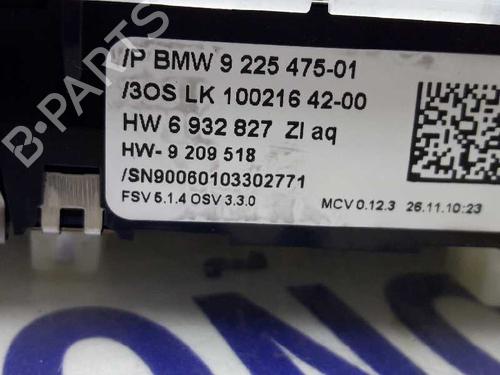 /P BMW 9 225 475-01
/3OS LK 100216 42-00
HW 6 932 827 ZI aq
HW- 9 209 518
/SN90060103302771
FSV 5.1.4 OSV 3.3.0 MCV 0.12.3 26.11.10:23
B-PARTS